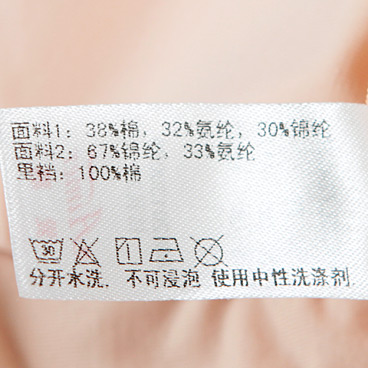 面料1: 38%棉, 32%氨纶, 30%锦纶
面料2: 67%锦纶, 33%氨纶
里裆: 100%棉
30
分开水洗. 不可浸泡 使用中性洗涤剂.